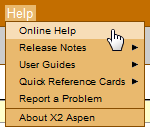 Help
Online Help
Release Notes
User Guides
Quick Reference Cards
Report a Problem
About X2 Aspen